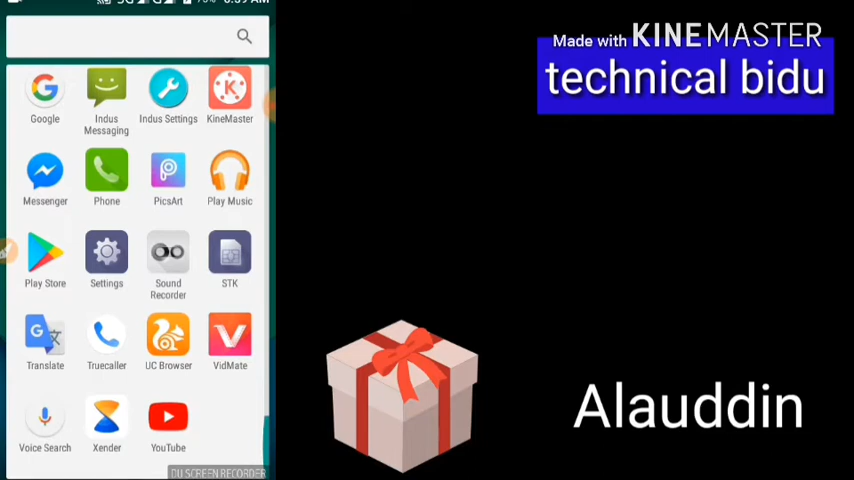 Made with KINEMASTER
technical bidu
Google
Indus Messaging
Indus Settings
KineMaster
Messenger
Phone
PicsArt
Play Music
Play Store
Settings
Sound Recorder
STK
Translate
Truecaller
UC Browser
VidMate
Voice Search
Xender
YouTube
DU SCREEN RECORDER
Alauddin